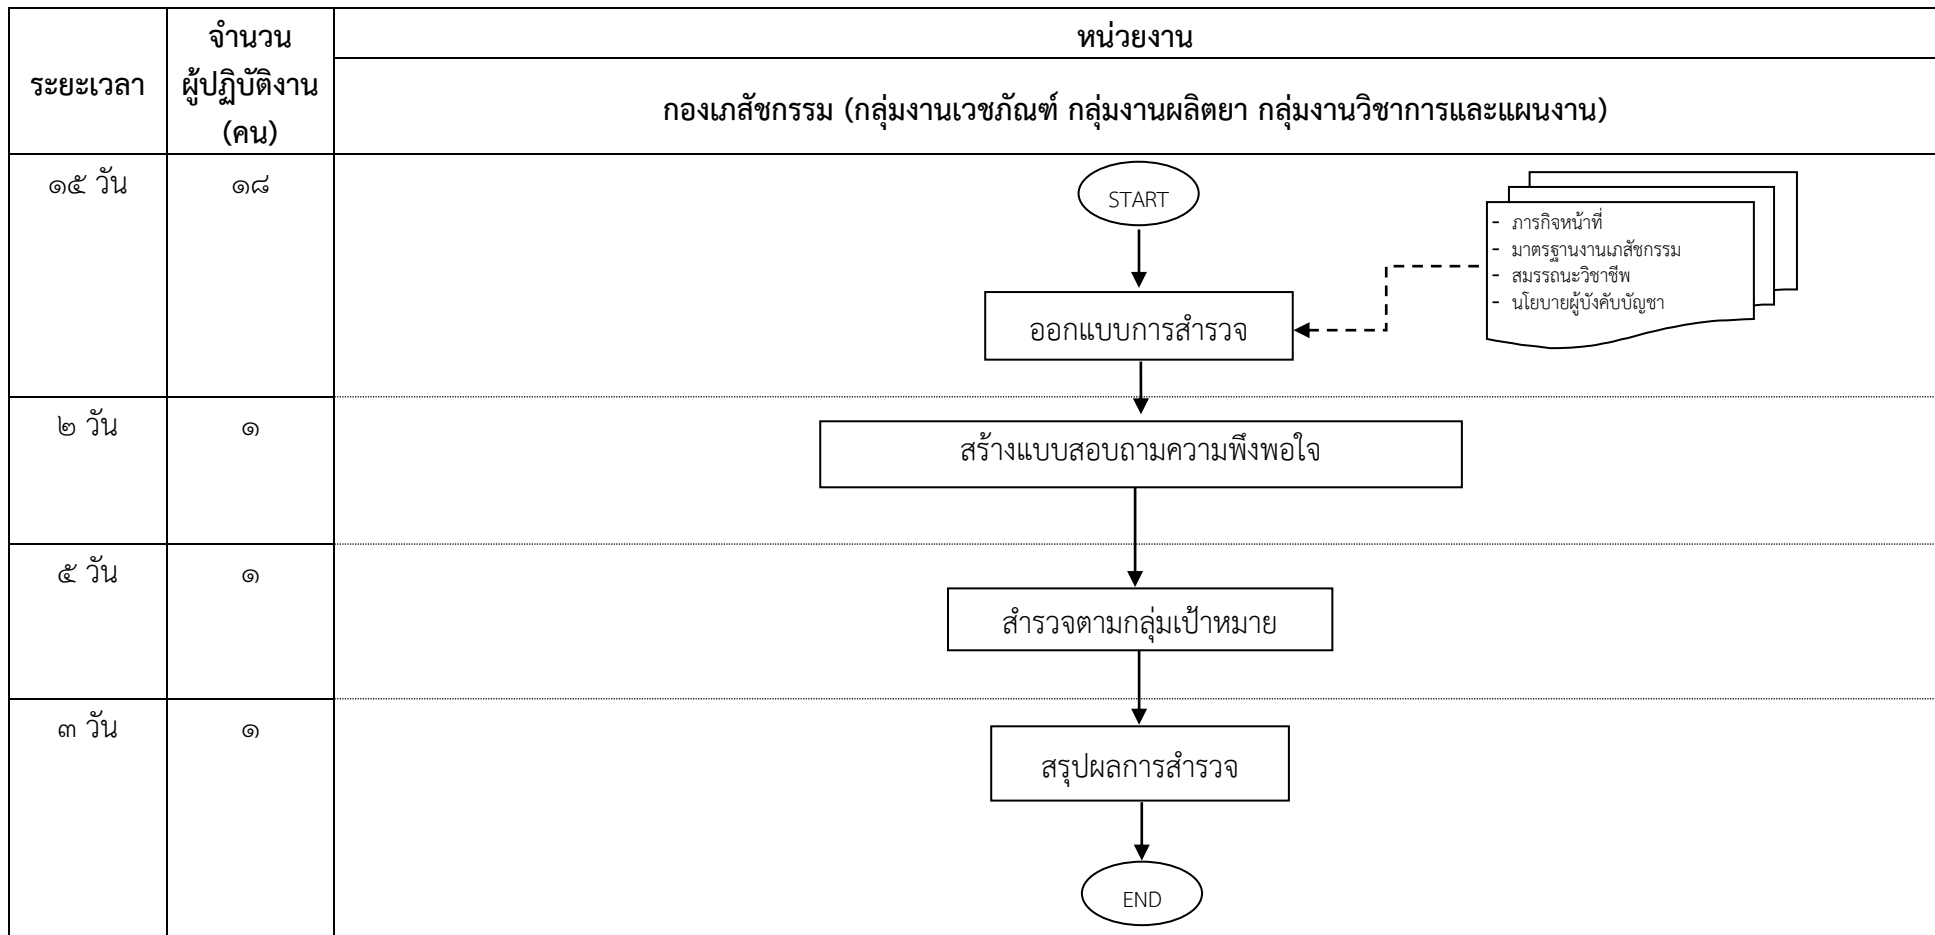 ระยะเวลา
จำนวน
ผู้ปฏิบัติงาน
(คน)
หน่วยงาน
กองเภสัชกรรม (กลุ่มงานเวชภัณฑ์ กลุ่มงานผลิตยา กลุ่มงานวิชาการและแผนงาน)
๑๕ วัน
๑๘
START
- ภารกิจหน้าที่
- มาตรฐานงานเภสัชกรรม
- สมรรถนะวิชาชีพ
- นโยบายผู้บังคับบัญชา
ออกแบบการสำรวจ
๒ วัน
๑
สร้างแบบสอบถามความพึงพอใจ
๕ วัน
๑
สำรวจตามกลุ่มเป้าหมาย
๓ วัน
๑
สรุปผลการสำรวจ
END